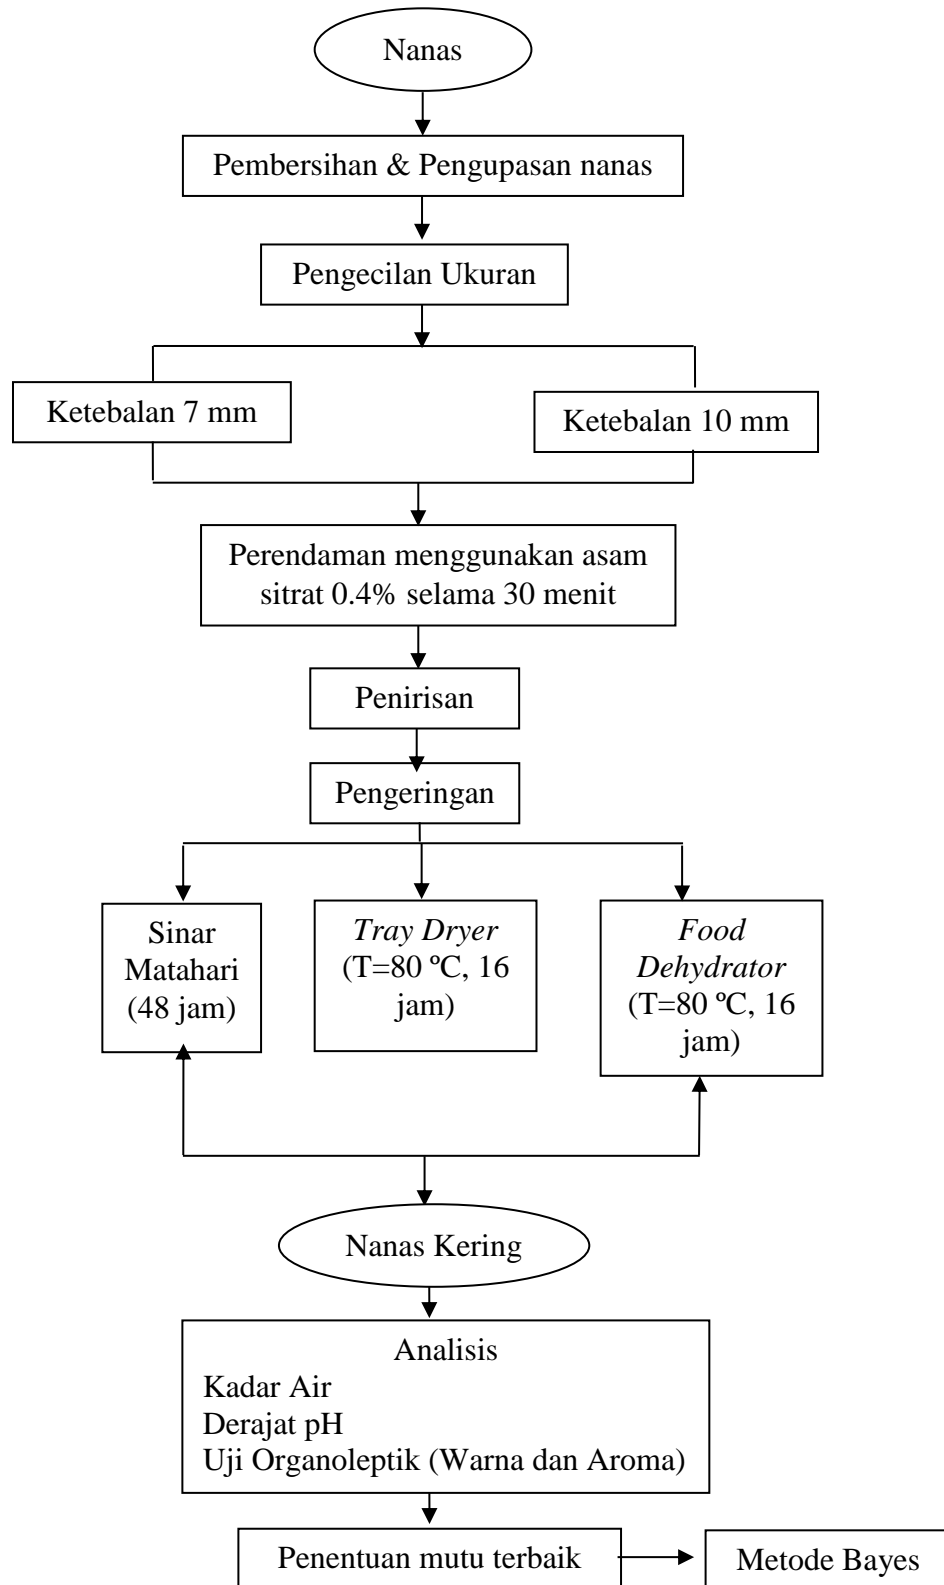 Nanas
Pembersihan & Pengupasan nanas
Pengecilan Ukuran
Ketebalan 7 mm
Ketebalan 10 mm
Perendaman menggunakan asam
sitrat 0.4% selama 30 menit
Penirisan
Pengeringan
Sinar
Matahari
(48 jam)
Tray Dryer
(T=80 ºC, 16
jam)
Food
Dehydrator
(T=80 ºC, 16
jam)
Nanas Kering
Analisis
Kadar Air
Derajat pH
Uji Organoleptik (Warna dan Aroma)
Penentuan mutu terbaik
Metode Bayes